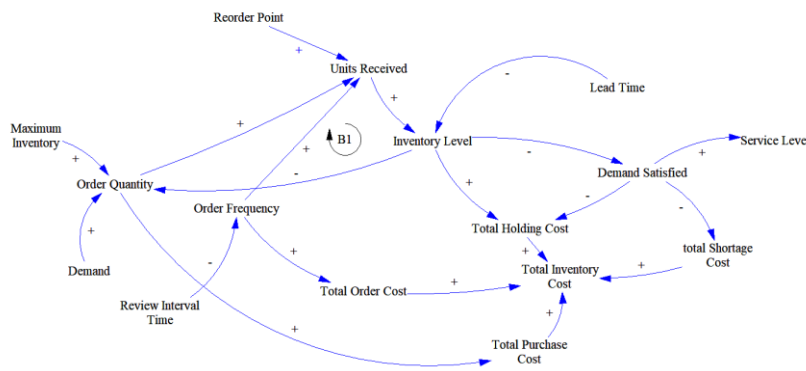 Reorder Point
+
Units Received
-
Lead Time
+
+
Maximum
Inventory
+
B1
Inventory Level
-
+
Service Level
+
-
Demand Satisfied
Order Quantity
+
-
-
Order Frequency
+
Total Holding Cost
total Shortage
Cost
Demand
-
+
+
Total Inventory
Cost
+
Review Interval
Time
Total Order Cost
+
+
+
Total Purchase
Cost